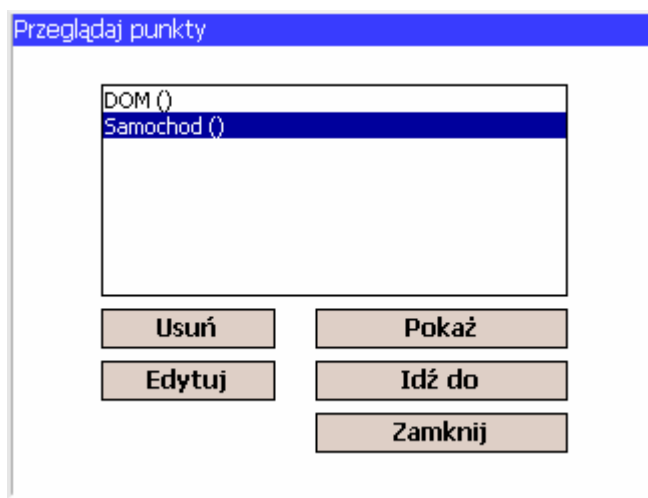 Przeglądaj punkty
DOM ()
Samochod ()
Usuń
Pokaż
Edytuj
Idź do
Zamknij